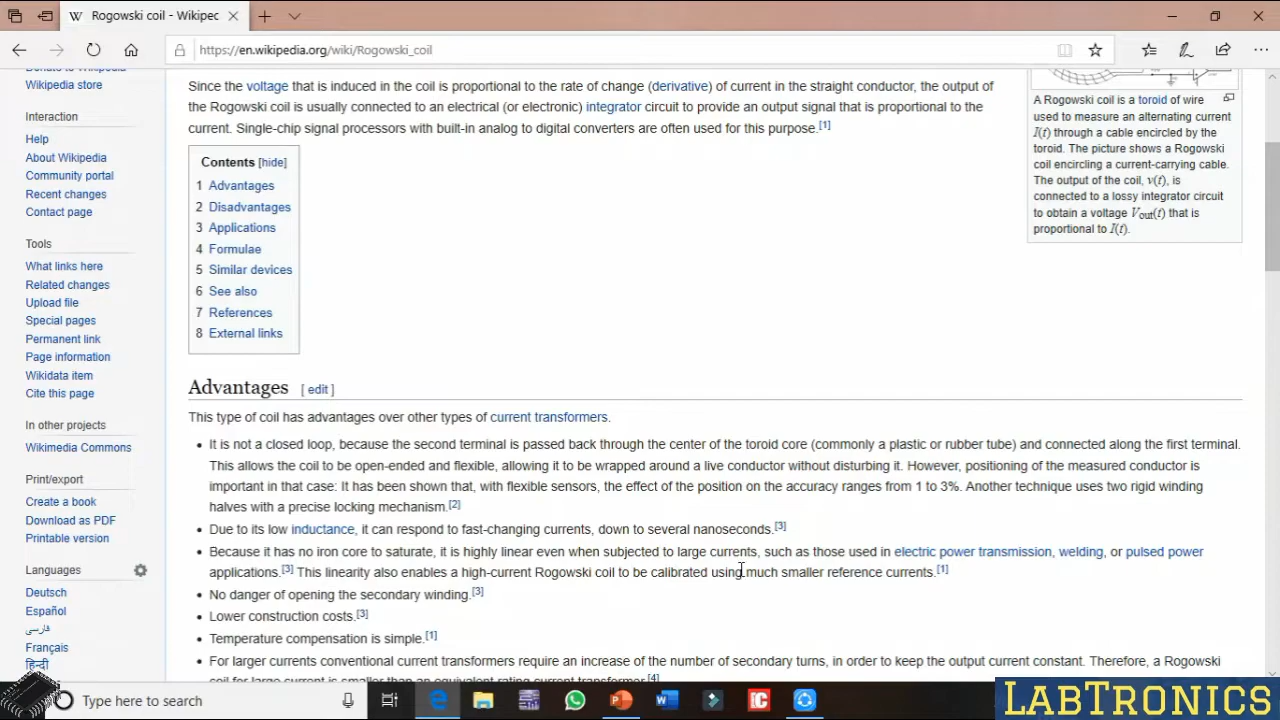 Rogowski coil - Wikipec
https://en.wikipedia.org/wiki/Rogowski_coil
Donate to Wikipedia
Wikipedia store
Interaction
Help
About Wikipedia
Community portal
Recent changes
Contact page
Tools
What links here
Related changes
Upload file
Special pages
Permanent link
Page information
Wikidata item
Cite this page
In other projects
Wikimedia Commons
Print/export
Create a book
Download as PDF
Printable version
Languages
Deutsch
Español
فارسی
Français
हिन्दी
Since the voltage that is induced in the coil is proportional to the rate of change (derivative) of current in the straight conductor, the output of
the Rogowski coil is usually connected to an electrical (or electronic) integrator circuit to provide an output signal that is proportional to the
current. Single-chip signal processors with built-in analog to digital converters are often used for this purpose.[1]
Contents [hide]
1 Advantages
2 Disadvantages
3 Applications
4 Formulae
5 Similar devices
6 See also
7 References
8 External links
A Rogowski coil is a toroid of wire
used to measure an alternating current
I(t) through a cable encircled by the
toroid. The picture shows a Rogowski
coil encircling a current-carrying cable.
The output of the coil, v(t), is
connected to a lossy integrator circuit
to obtain a voltage Vout(t) that is
proportional to I(t).
Advantages [ edit ]
This type of coil has advantages over other types of current transformers.
• It is not a closed loop, because the second terminal is passed back through the center of the toroid core (commonly a plastic or rubber tube) and connected along the first terminal.
This allows the coil to be open-ended and flexible, allowing it to be wrapped around a live conductor without disturbing it. However, positioning of the measured conductor is
important in that case: It has been shown that, with flexible sensors, the effect of the position on the accuracy ranges from 1 to 3%. Another technique uses two rigid winding
halves with a precise locking mechanism.[2]
• Due to its low inductance, it can respond to fast-changing currents, down to several nanoseconds.[3]
• Because it has no iron core to saturate, it is highly linear even when subjected to large currents, such as those used in electric power transmission, welding, or pulsed power
applications.[3] This linearity also enables a high-current Rogowski coil to be calibrated using much smaller reference currents.[1]
• No danger of opening the secondary winding.[3]
• Lower construction costs.[3]
• Temperature compensation is simple.[1]
• For larger currents conventional current transformers require an increase of the number of secondary turns, in order to keep the output current constant. Therefore, a Rogowski
coil for large current is smaller than an equivalent rating current transformer.[4]
Type here to search
LABTRONICS